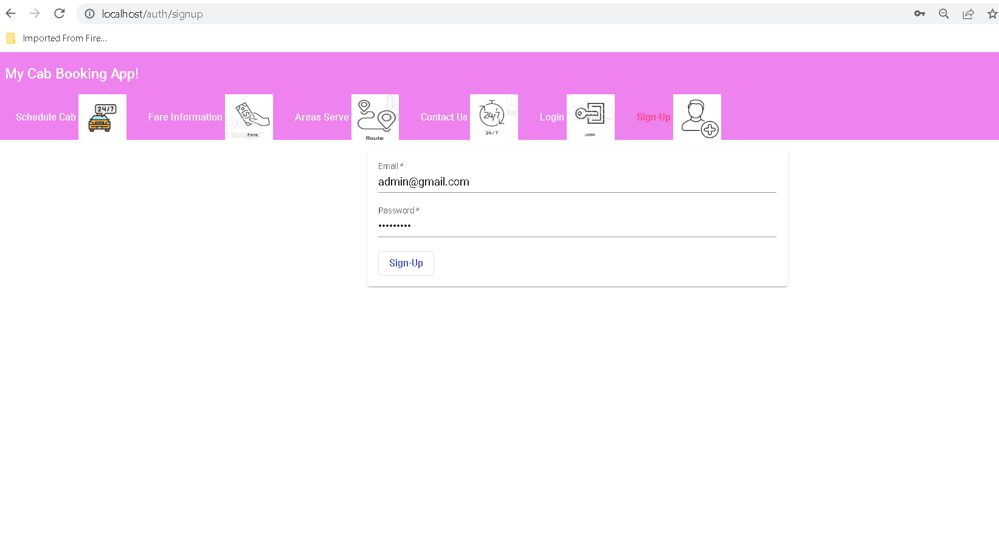 localhost/auth/signup
Imported From Fire...
My Cab Booking App!
Schedule Cab 24/7 Fare Information Fare Areas Serve Route Contact Us 24/7 24/7 Login LOGIN Sign-Up
Email *
admin@gmail.com
Password *
•••••••••
Sign-Up